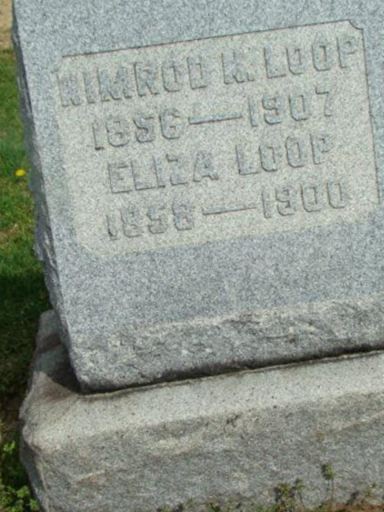 NIMROD H. LOOP
1856—1907
ELIZA LOOP
1858—1900